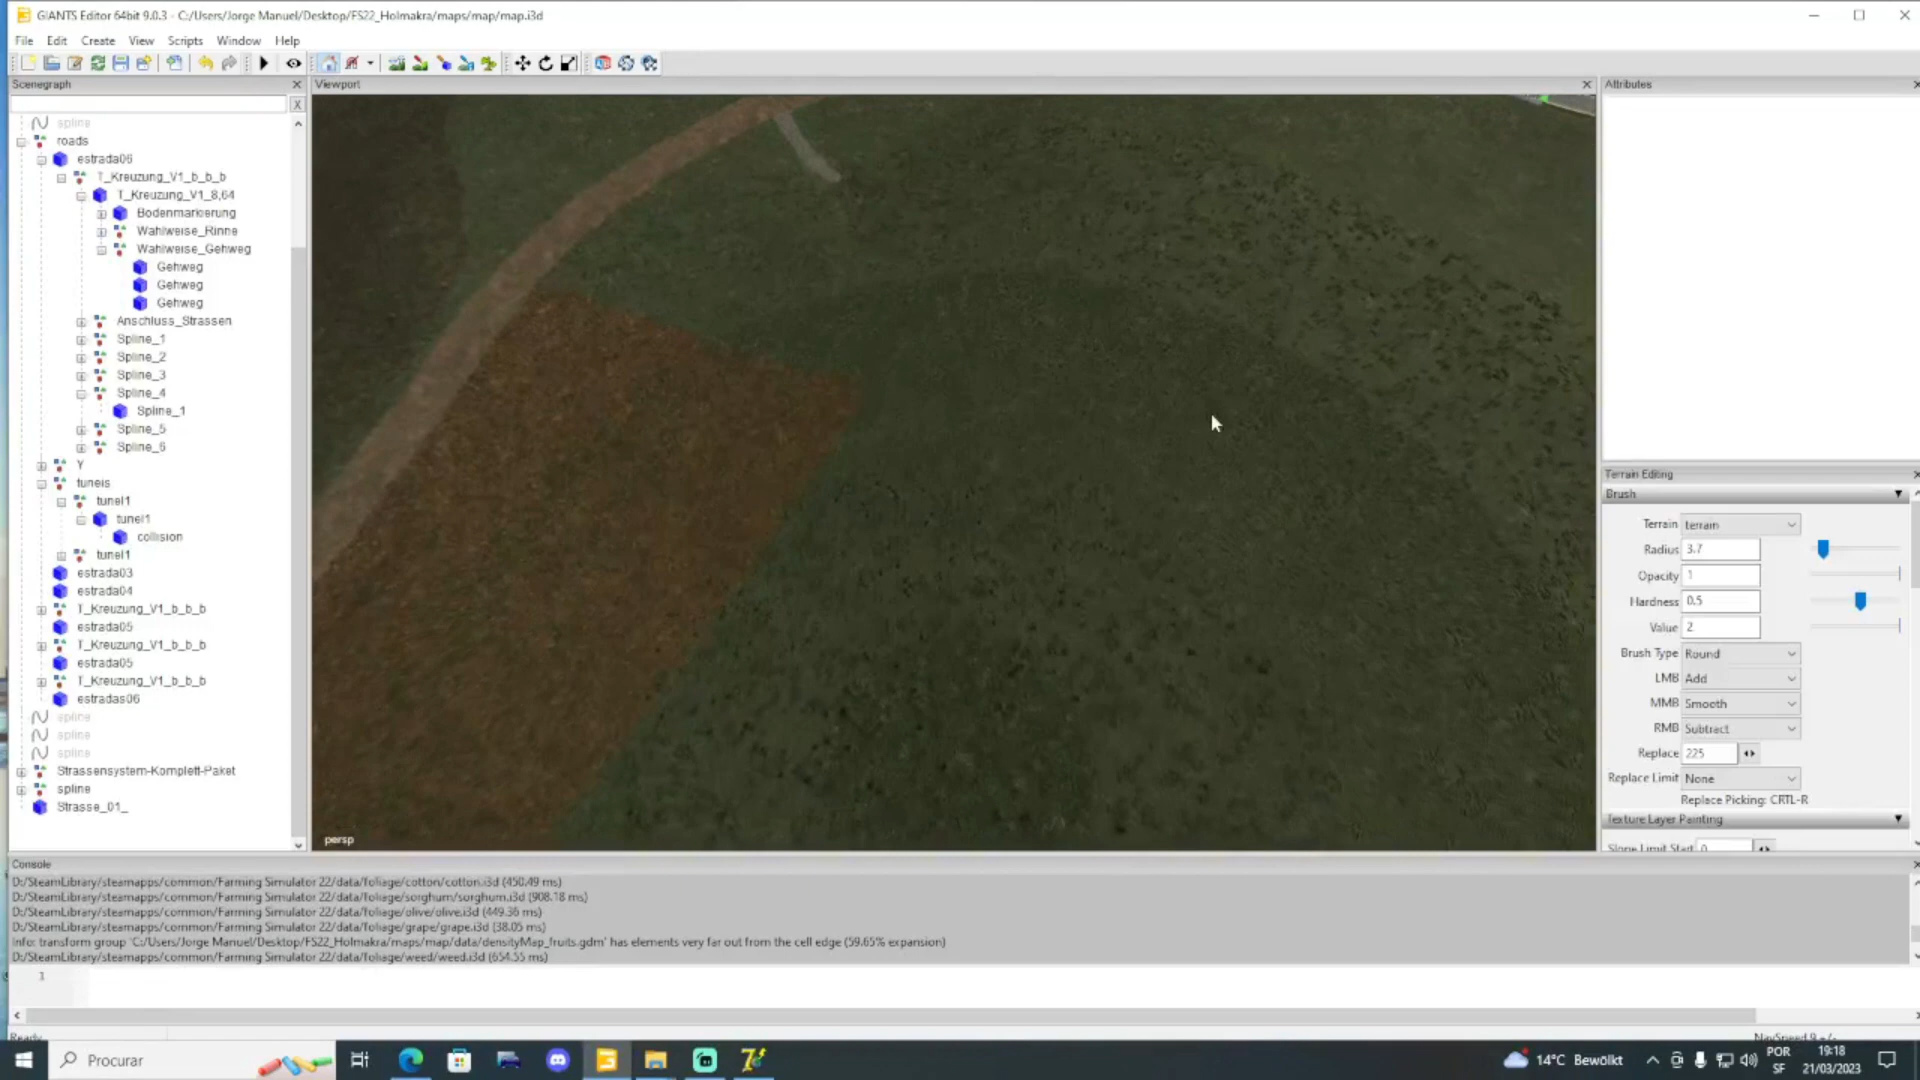 GIANTS Editor 64bit 9.0.3 - C:/Users/Jorge Manuel/Desktop/FS22_Holmakra/maps/map/map.i3d
File Edit Create View Scripts Window Help
Scenegraph
X
spline
roads
estrada06
T_Kreuzung_V1_b_b_b
T_Kreuzung_V1_8,64
Bodenmarkierung
Wahlweise_Rinne
Wahlweise_Gehweg
Gehweg
Gehweg
Gehweg
Anschluss_Strassen
Spline_1
Spline_2
Spline_3
Spline_4
Spline_1
Spline_5
Spline_6
Y
tuneis
tunel1
tunel1
collision
tunel1
estrada03
estrada04
T_Kreuzung_V1_b_b_b
estrada05
T_Kreuzung_V1_b_b_b
estrada05
T_Kreuzung_V1_b_b_b
estradas06
spline
spline
spline
Strassensystem-Komplett-Paket
spline
Strasse_01_
Viewport
persp
Attributes
Terrain Editing
Brush
Terrain terrain
Radius 3.7
Opacity 1
Hardness 0.5
Value 2
Brush Type Round
LMB Add
MMB Smooth
RMB Subtract
Replace 225
Replace Limit None
Replace Picking: CRTL-R
Texture Layer Painting
Slope Limit Start 0
Console
D:/SteamLibrary/steamapps/common/Farming Simulator 22/data/foliage/cotton/cotton.i3d (450.49 ms)
D:/SteamLibrary/steamapps/common/Farming Simulator 22/data/foliage/sorghum/sorghum.i3d (908.18 ms)
D:/SteamLibrary/steamapps/common/Farming Simulator 22/data/foliage/olive/olive.i3d (449.36 ms)
D:/SteamLibrary/steamapps/common/Farming Simulator 22/data/foliage/grape/grape.i3d (38.05 ms)
Info: transform group 'C:/Users/Jorge Manuel/Desktop/FS22_Holmakra/maps/map/data/densityMap_fruits.gdm' has elements very far out from the cell edge (59.65% expansion)
D:/SteamLibrary/steamapps/common/Farming Simulator 22/data/foliage/weed/weed.i3d (654.55 ms)
1
Ready
NavSpeed 9 +/-
Procurar
14°C Bewölkt
POR
SF
19:18
21/03/2023